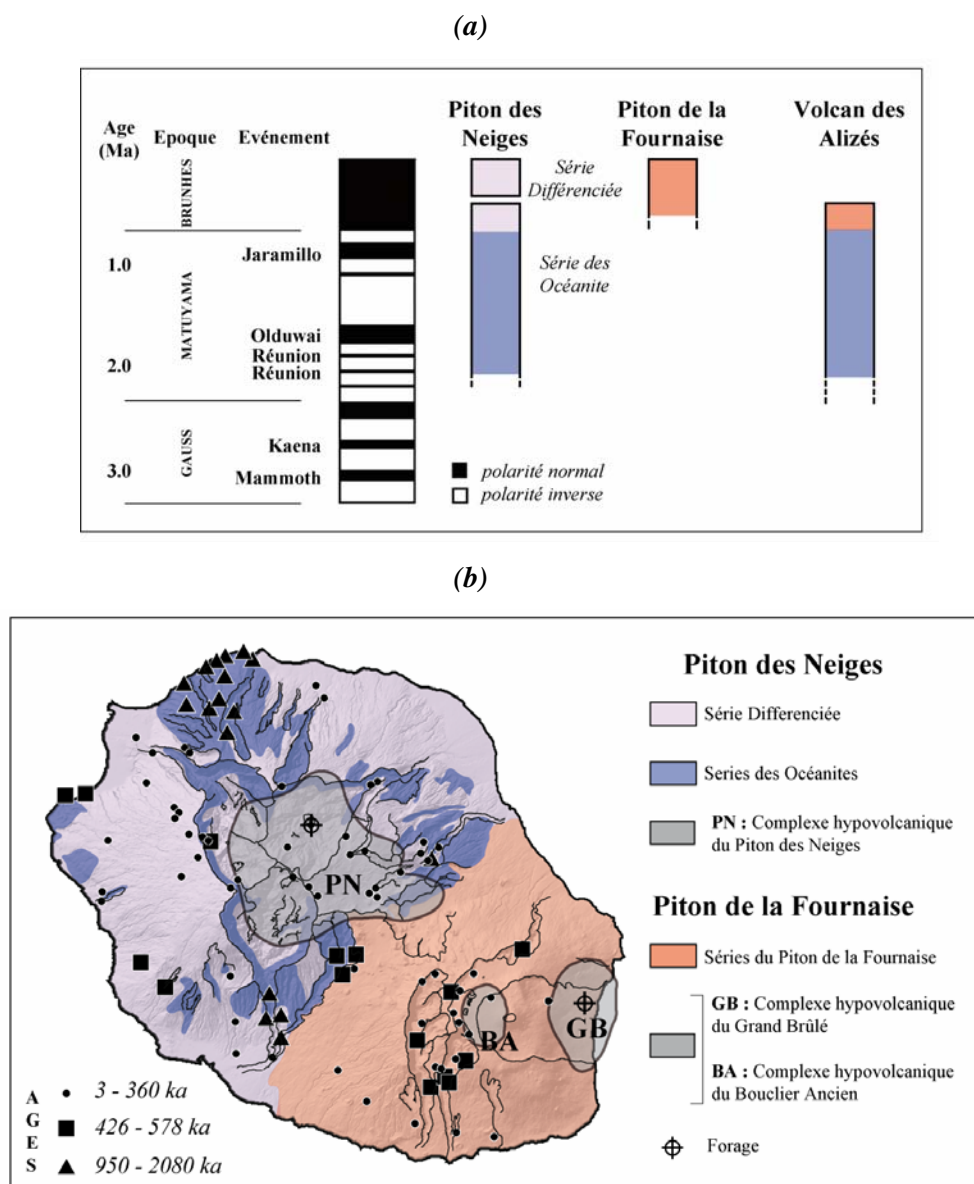 (a)
Age
(Ma)
Epoque
Evénement
Piton des
Neiges
Piton de la
Fournaise
Volcan des
Alizés
BRUNHES
MATUYAMA
GAUSS
1.0
2.0
3.0
Jaramillo
Olduwai
Réunion
Réunion
Kaena
Mammoth
Série
Différenciée
Série des
Océanite
polarité normal
polarité inverse
(b)
PN
BA
GB
AGES
3 - 360 ka
426 - 578 ka
950 - 2080 ka
Piton des Neiges
Série Differenciée
Series des Océanites
PN : Complexe hypovolcanique
du Piton des Neiges
Piton de la Fournaise
Séries du Piton de la Fournaise
GB : Complexe hypovolcanique
du Grand Brûlé
BA : Complexe hypovolcanique
du Bouclier Ancien
Forage